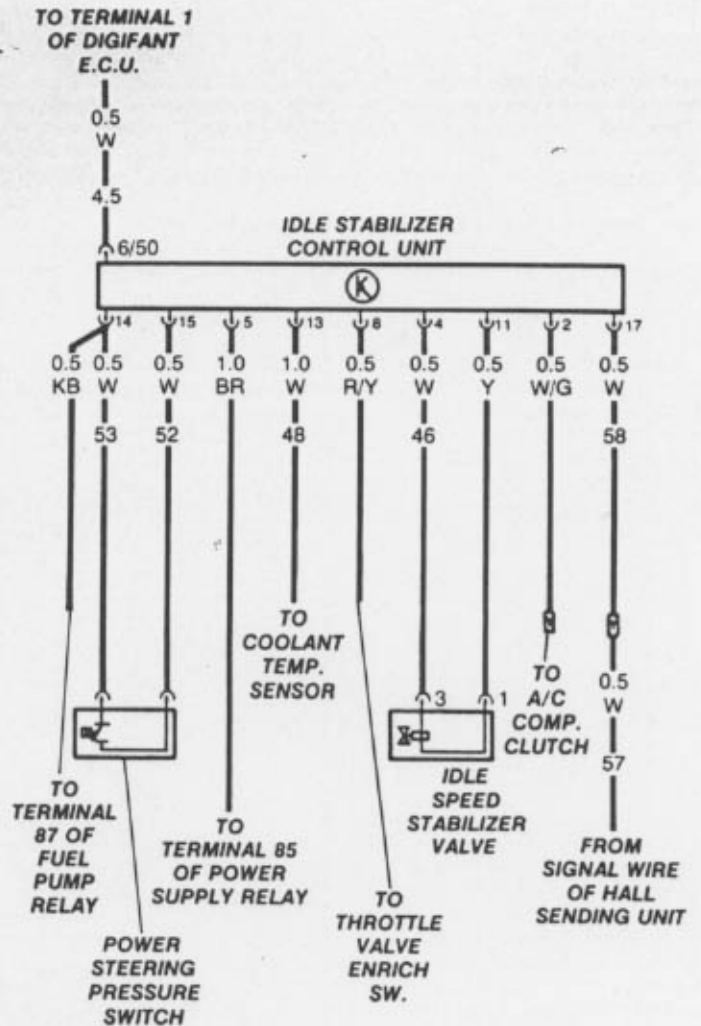 TO TERMINAL 1
OF DIGIFANT
E.C.U.
0.5
W
4.5
6/50
IDLE STABILIZER
CONTROL UNIT
K
14 15 5 13 8 4 11 2 17
0.5 0.5 0.5 1.0 1.0 0.5 0.5 0.5 0.5 0.5
KB W W BR W R/Y W Y W/G W
53 52 48 46 58
TO
COOLANT
TEMP.
SENSOR
3 1
TO
A/C
COMP.
CLUTCH
0.5
W
57
IDLE
SPEED
STABILIZER
VALVE
TO
TERMINAL
87 OF
FUEL
PUMP
RELAY
TO
TERMINAL 85
OF POWER
SUPPLY RELAY
FROM
SIGNAL WIRE
OF HALL
SENDING UNIT
TO
THROTTLE
VALVE
ENRICH
SW.
POWER
STEERING
PRESSURE
SWITCH